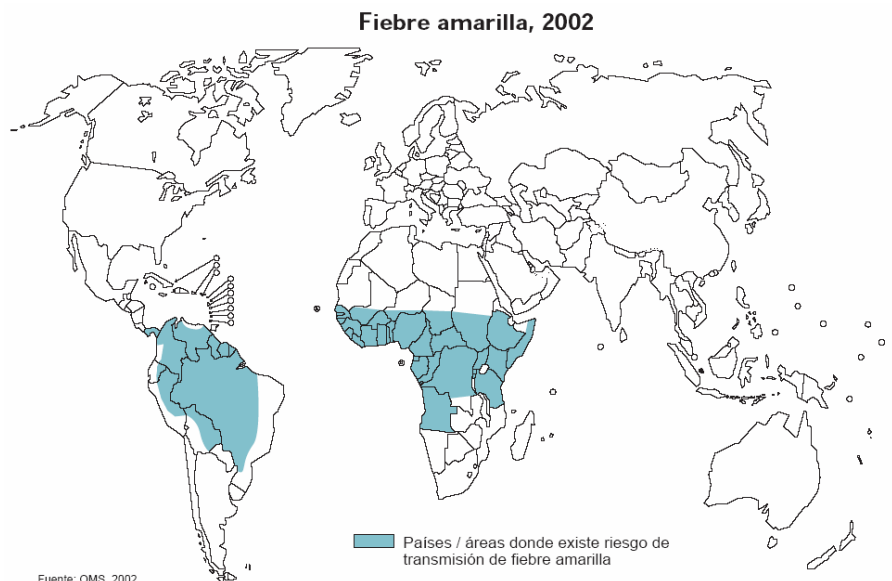 Fiebre amarilla, 2002
Países / áreas donde existe riesgo de
transmisión de fiebre amarilla
Fuente: OMS, 2002